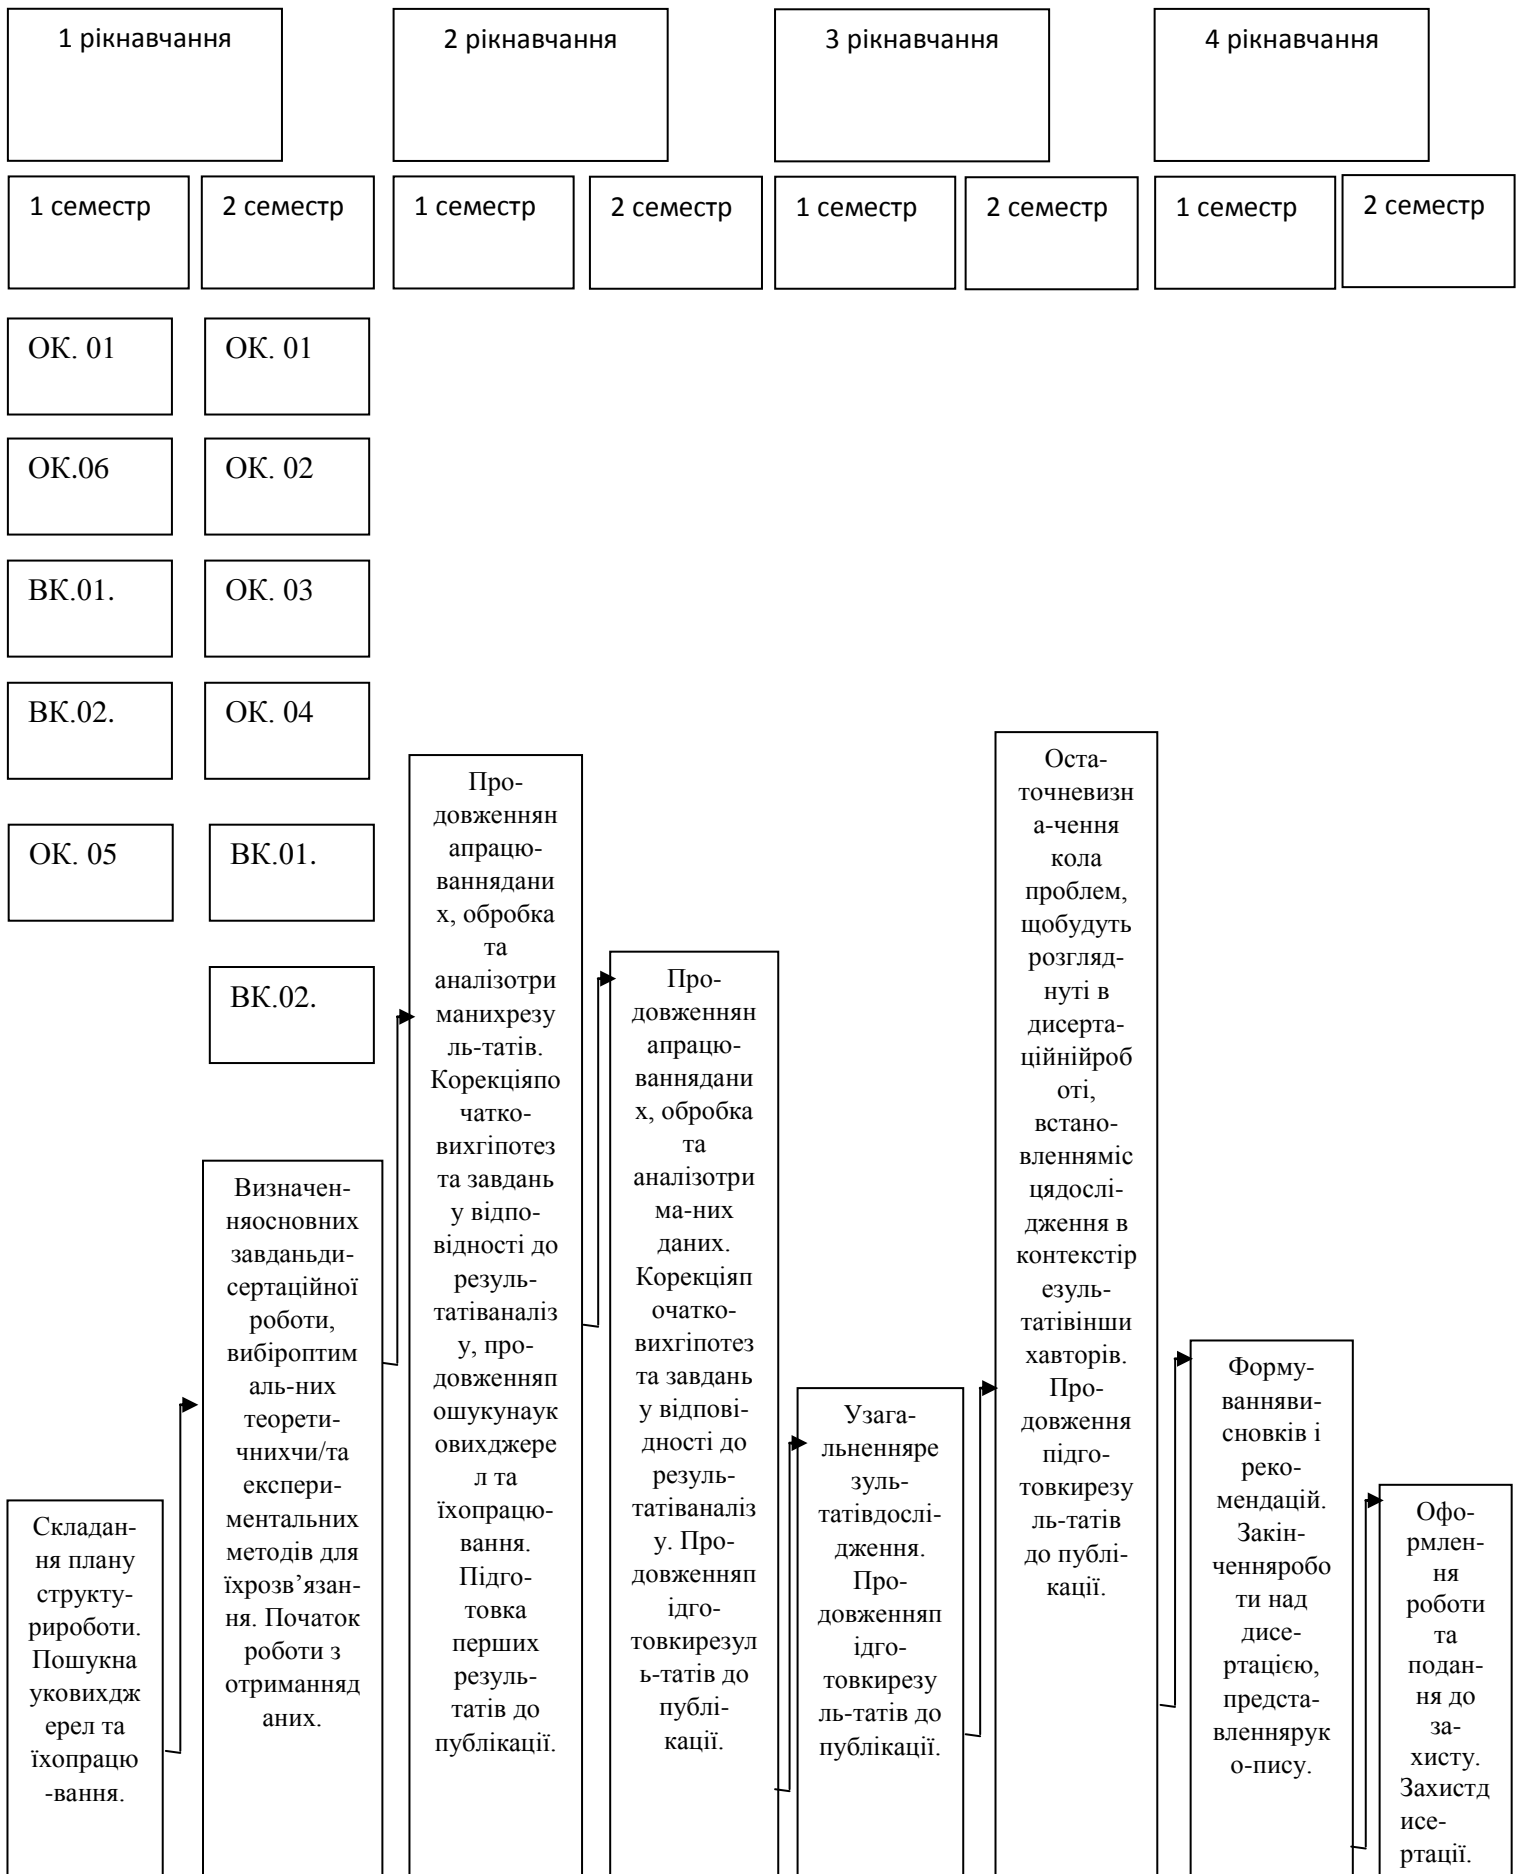 1 рікнавчання
2 рікнавчання
3 рікнавчання
4 рікнавчання
1 семестр
2 семестр
1 семестр
2 семестр
1 семестр
2 семестр
1 семестр
2 семестр
ОК. 01
ОК. 01
ОК.06
ОК. 02
ВК.01.
ОК. 03
ВК.02.
ОК. 04
ОК. 05
ВК.01.
ВК.02.
Складан-
ня плану
структу-
рироботи.
Пошукна
уковихдж
ерел та
їхопрацю
-вання.
Визначен-
няосновних
завданьди-
сертаційної
роботи,
вибіроптим
аль-них
теорети-
чнихчи/та
експери-
ментальних
методів для
їхрозв’язан-
ня. Початок
роботи з
отриманняд
аних.
Про-
довженнян
апрацю-
ваннядани
х, обробка
та
аналізотри
манихрезу
ль-татів.
Корекціяпо
чатко-
вихгіпотез
та завдань
у відпо-
відності до
резуль-
татіваналіз
у, про-
довженняп
ошукунаук
овихджере
л та
їхопрацю-
вання.
Підго-
товка
перших
резуль-
татів до
публікації.
Про-
довженнян
апрацю-
ваннядани
х, обробка
та
аналізотри
ма-них
даних.
Корекціяп
очатко-
вихгіпотез
та завдань
у відпові-
дності до
резуль-
татіваналіз
у. Про-
довженняп
ідго-
товкирезул
ь-татів до
публі-
кації.
Узага-
льненняре
зуль-
татівдослі-
дження.
Про-
довженняп
ідго-
товкирезу
ль-татів до
публікації.
Оста-
точневизн
а-чення
кола
проблем,
щобудуть
розгляд-
нуті в
дисерта-
ційнійроб
оті,
встано-
вленняміс
цядослі-
дження в
контекстір
езуль-
татівінши
хавторів.
Про-
довження
підго-
товкирезу
ль-татів
до публі-
кації.
Форму-
ванняви-
сновків і
реко-
мендацій.
Закін-
ченняробо
ти над
дисе-
ртацією,
предста-
вленнярук
о-пису.
Офо-
рмлен-
ня
роботи
та
подан-
ня до
за-
хисту.
Захистд
исе-
ртації.